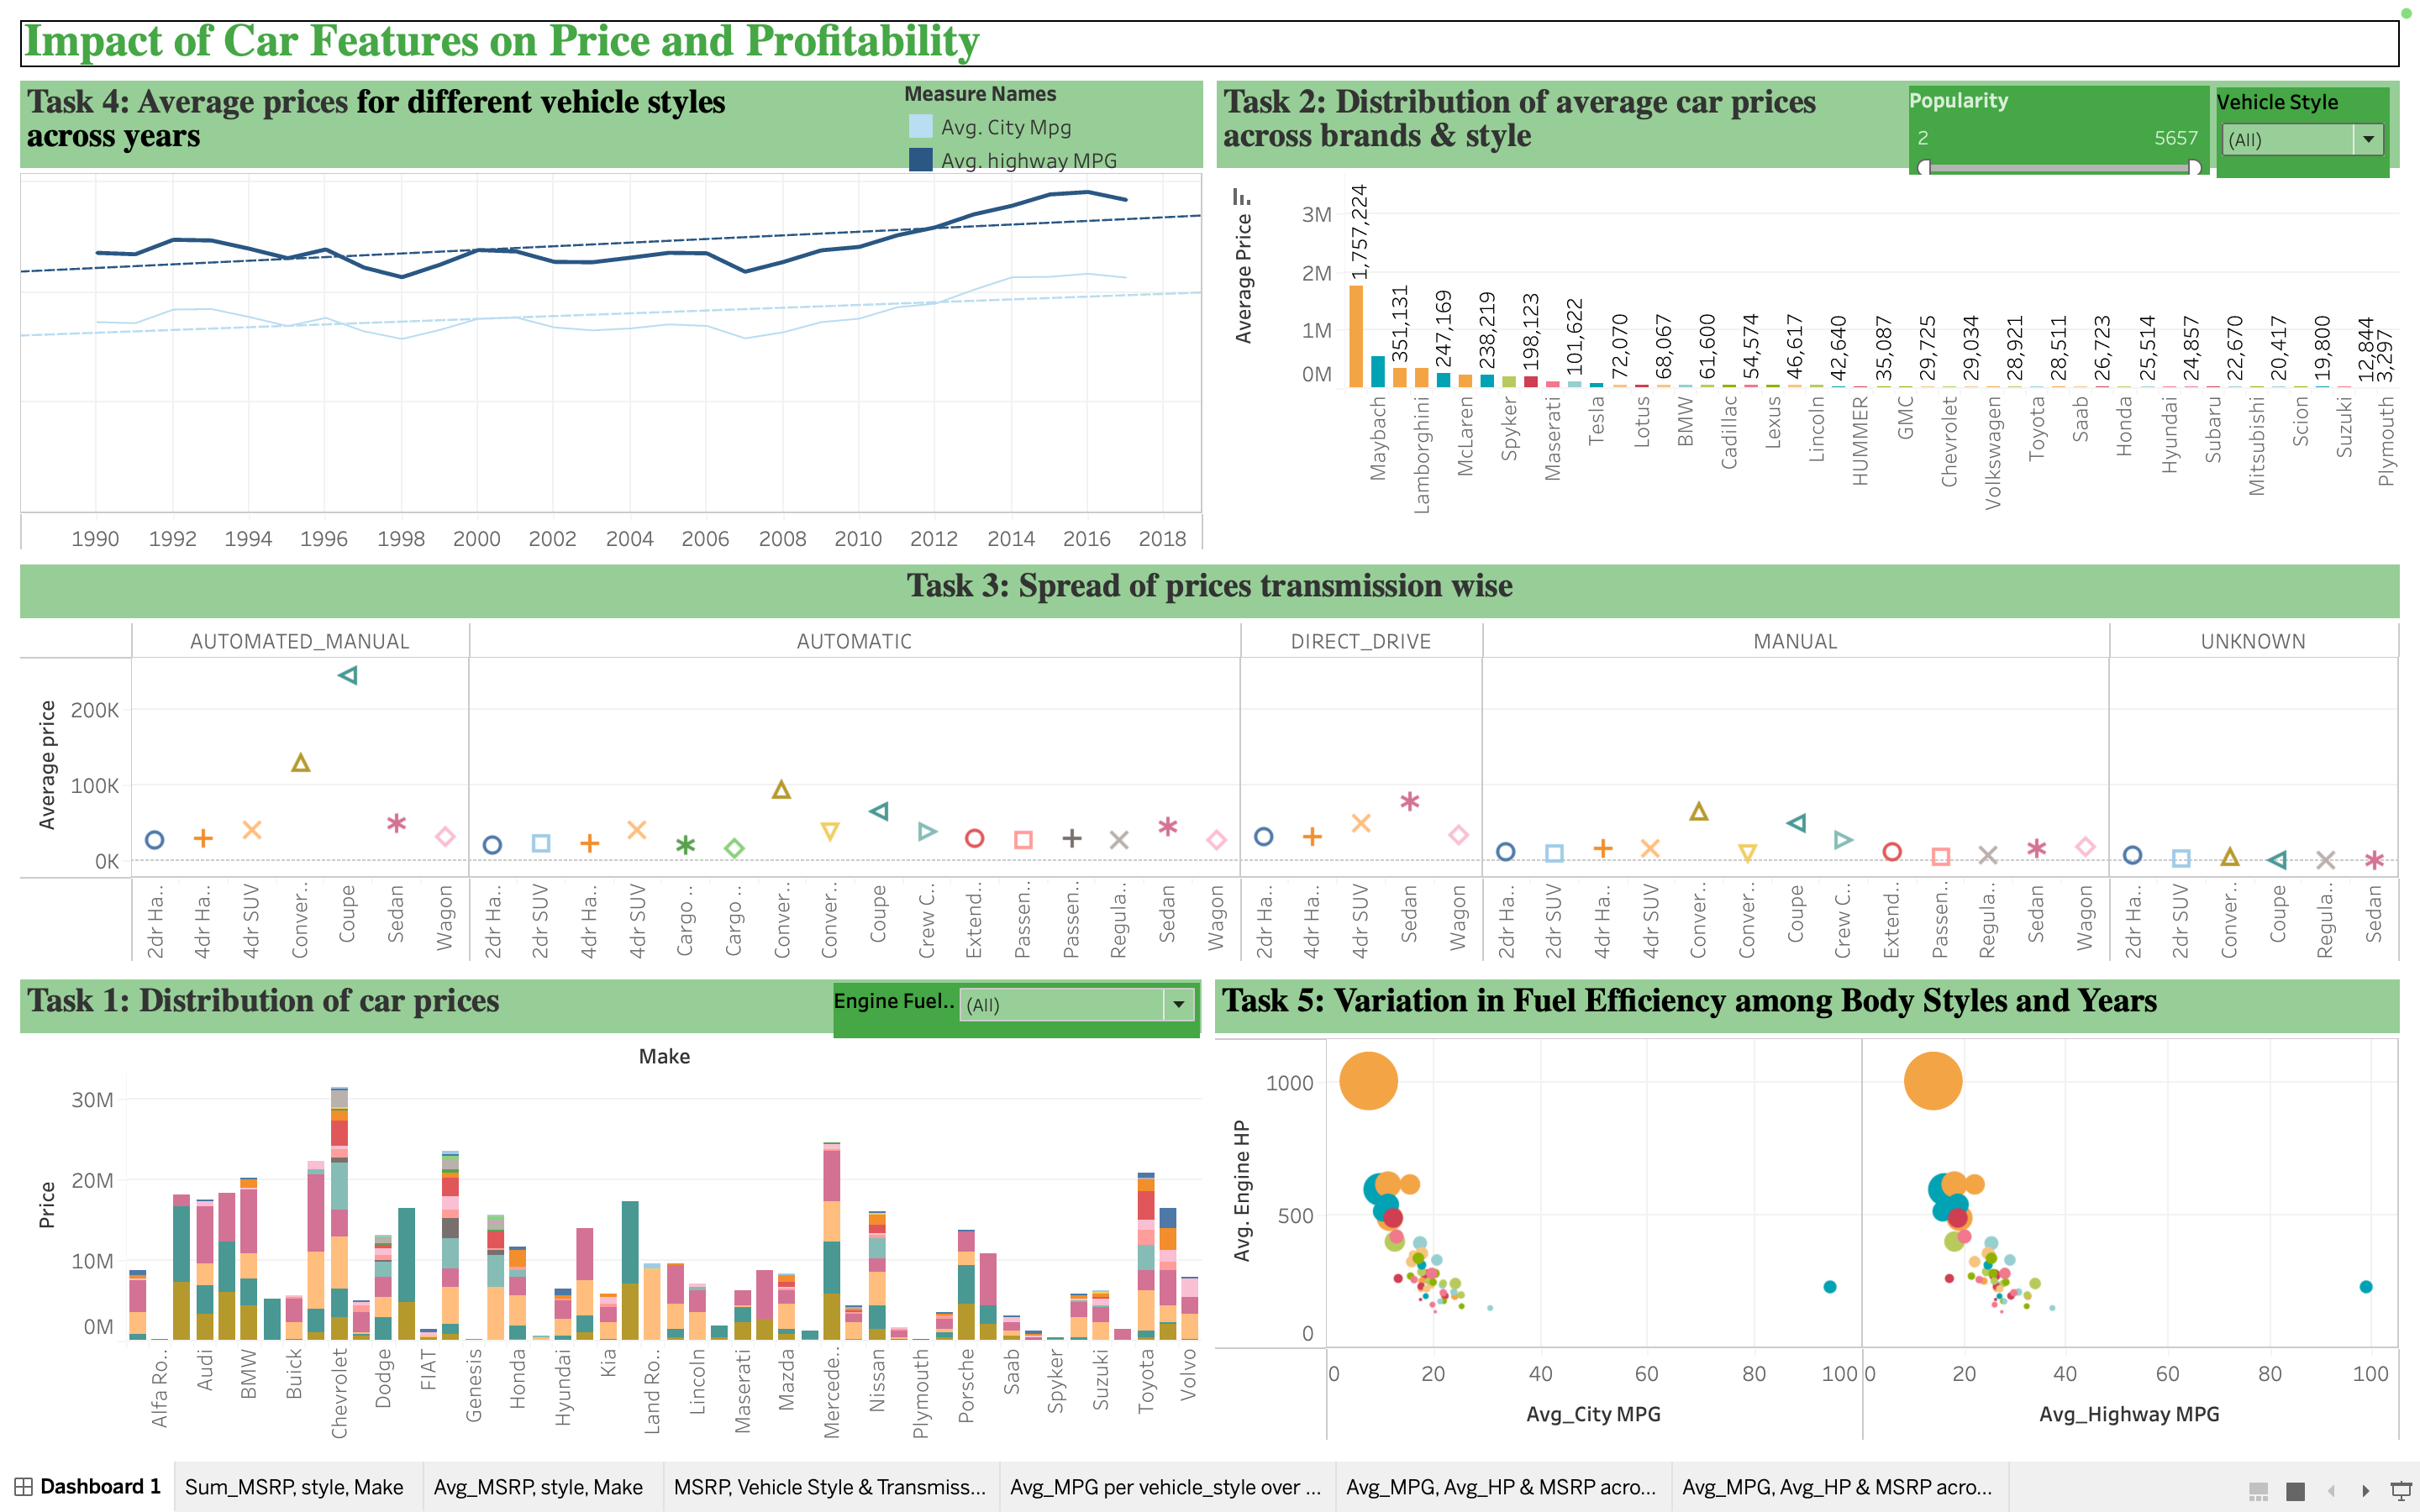 Impact of Car Features on Price and Profitability
Task 4: Average prices for different vehicle styles
across years
Measure Names
Avg. City Mpg
Avg. highway MPG
1990 1992 1994 1996 1998 2000 2002 2004 2006 2008 2010 2012 2014 2016 2018
Task 2: Distribution of average car prices
across brands & style
Popularity
2 5657
Vehicle Style
(All)
Average Price
3M
2M
1M
0M
1,757,224 351,131 247,169 238,219 198,123 101,622 72,070 68,067 61,600 54,574 46,617 42,640 35,087 29,725 29,034 28,921 28,511 26,723 25,514 24,857 22,670 20,417 19,800 12,844 3,297
Maybach Lamborghini McLaren Spyker Maserati Tesla Lotus BMW Cadillac Lexus Lincoln HUMMER GMC Chevrolet Volkswagen Toyota Saab Honda Hyundai Subaru Mitsubishi Scion Suzuki Plymouth
Task 3: Spread of prices transmission wise
AUTOMATED_MANUAL AUTOMATIC DIRECT_DRIVE MANUAL UNKNOWN
Average price
200K
100K
0K
2dr Ha.. 4dr Ha.. 4dr SUV Conver.. Coupe Sedan Wagon 2dr Ha.. 2dr SUV 4dr Ha.. 4dr SUV Cargo .. Cargo .. Conver.. Conver.. Coupe Crew C.. Extend.. Passen.. Passen.. Regula.. Sedan Wagon 2dr Ha.. 4dr Ha.. 4dr SUV Sedan Wagon 2dr Ha.. 2dr SUV 4dr Ha.. 4dr SUV Conver.. Conver.. Coupe Crew C.. Extend.. Passen.. Regula.. Sedan Wagon 2dr Ha.. 2dr SUV Conver.. Coupe Regula.. Sedan
Task 1: Distribution of car prices
Engine Fuel.. (All)
Make
Price
30M
20M
10M
0M
Alfa Ro.. Audi BMW Buick Chevrolet Dodge FIAT Genesis Honda Hyundai Kia Land Ro.. Lincoln Maserati Mazda Mercede.. Nissan Plymouth Porsche Saab Spyker Suzuki Toyota Volvo
Task 5: Variation in Fuel Efficiency among Body Styles and Years
Avg. Engine HP
1000
500
0
0 20 40 60 80 100 0 20 40 60 80 100
Avg_City MPG Avg_Highway MPG
Dashboard 1 Sum_MSRP, style, Make Avg_MSRP, style, Make MSRP, Vehicle Style & Transmiss... Avg_MPG per vehicle_style over ... Avg_MPG, Avg_HP & MSRP acro... Avg_MPG, Avg_HP & MSRP acro...